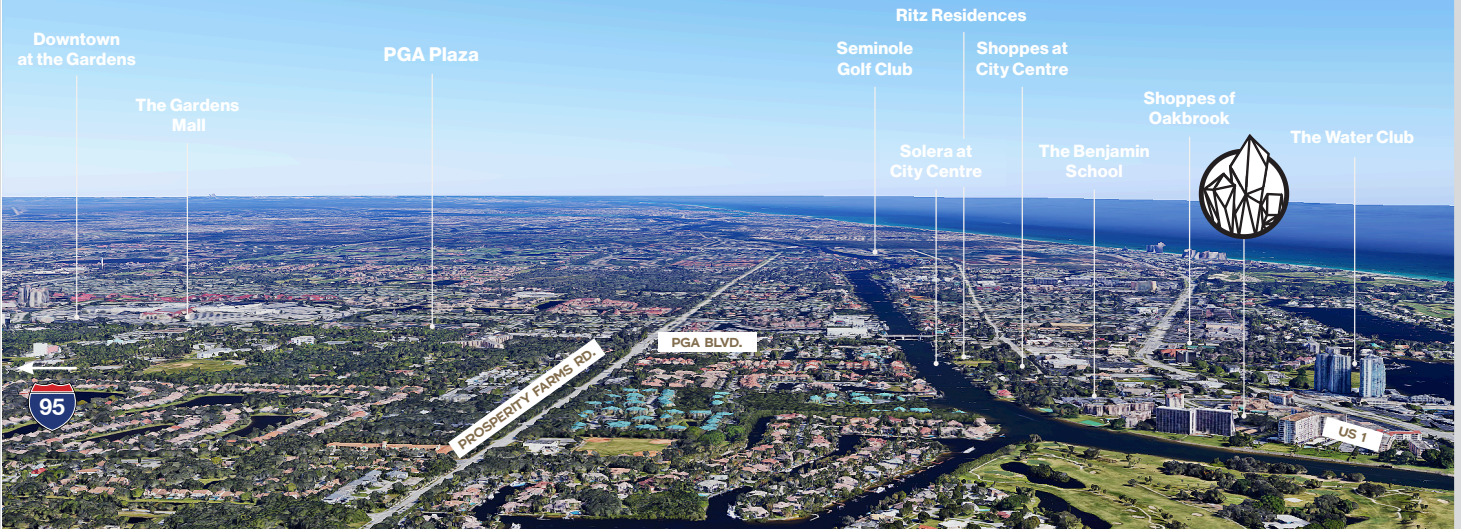 Ritz Residences
Downtown
at the Gardens
PGA Plaza
Seminole
Golf Club
Shoppes at
City Centre
The Gardens
Mall
Shoppes of
Oakbrook
The Water Club
Solera at
City Centre
The Benjamin
School
PGA BLVD.
PROSPERITY FARMS RD.
95
US 1